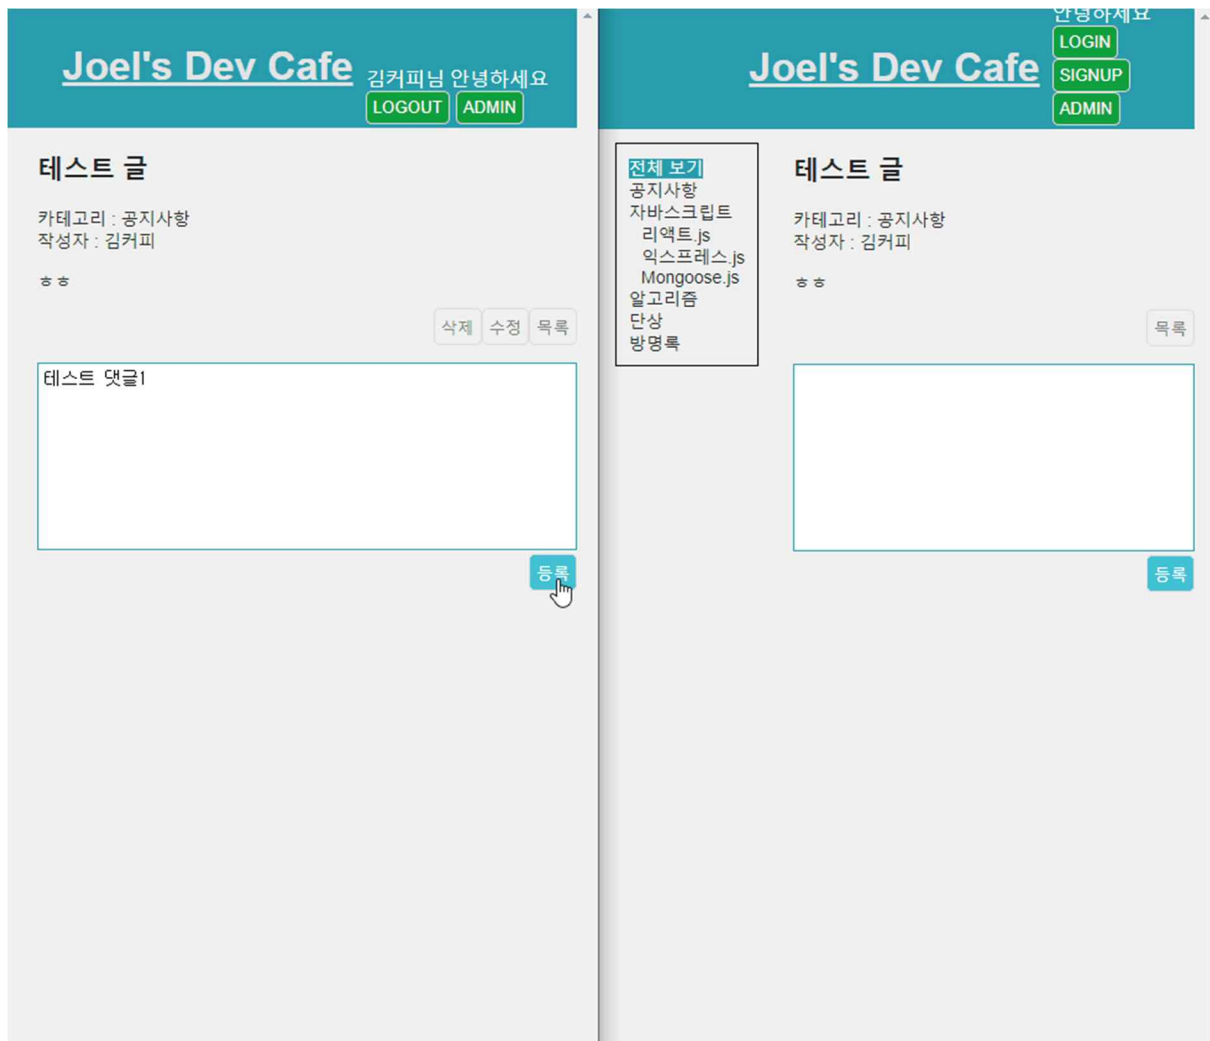 Joel's Dev Cafe
김커피님 안녕하세요
LOGOUT ADMIN
테스트 글
카테고리 : 공지사항
작성자 : 김커피
ㅎㅎ
삭제 수정 목록
테스트 댓글1
등록
안녕하세요
Joel's Dev Cafe
LOGIN
SIGNUP
ADMIN
전체 보기
공지사항
자바스크립트
리액트.js
익스프레스.js
Mongoose.js
알고리즘
단상
방명록
테스트 글
카테고리 : 공지사항
작성자 : 김커피
ㅎㅎ
목록
등록